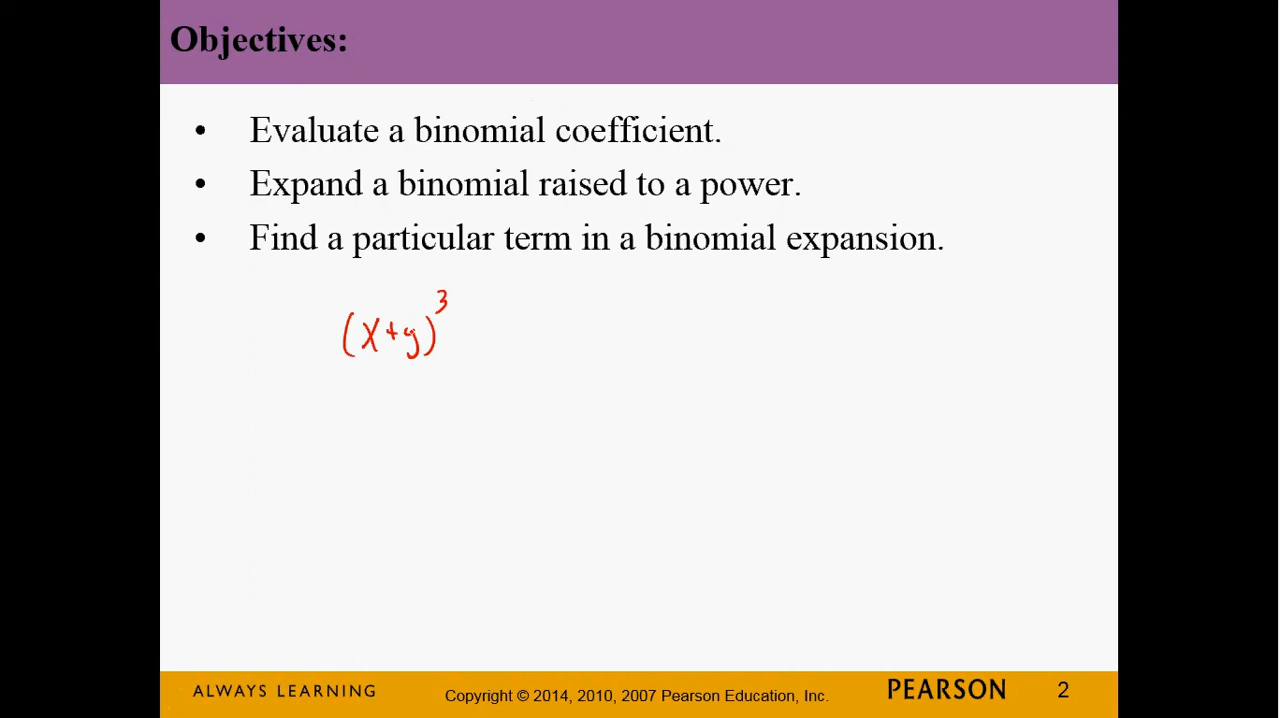 Objectives:
• Evaluate a binomial coefficient.
• Expand a binomial raised to a power.
• Find a particular term in a binomial expansion.
(x+y)³
ALWAYS LEARNING
Copyright © 2014, 2010, 2007 Pearson Education, Inc.
PEARSON
2